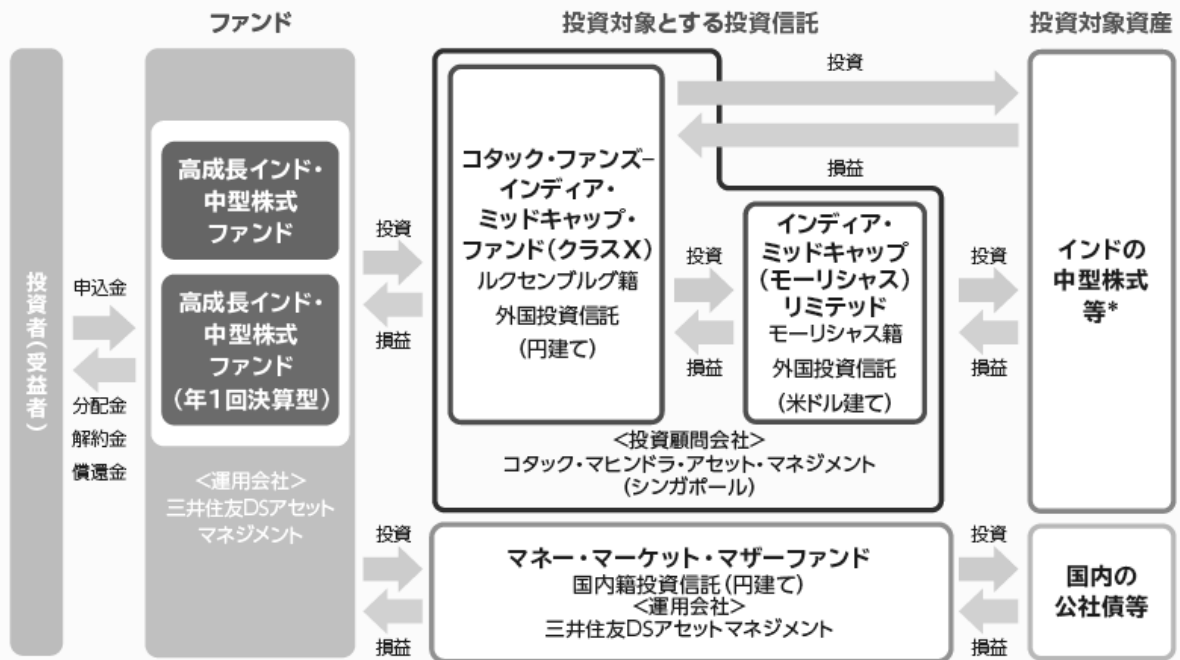 ファンド
投資対象とする投資信託
投資対象資産
投資者(受益者)
申込金
分配金
解約金
償還金
高成長インド・
中型株式
ファンド
高成長インド・
中型株式
ファンド
(年1回決算型)
<運用会社>
三井住友DSアセット
マネジメント
投資
損益
コタック・ファンズ−
インディア・
ミッドキャップ・
ファンド(クラスX)
ルクセンブルグ籍
外国投資信託
(円建て)
投資
損益
投資
損益
インディア・
ミッドキャップ
(モーリシャス)
リミテッド
モーリシャス籍
外国投資信託
(米ドル建て)
<投資顧問会社>
コタック・マヒンドラ・アセット・マネジメント
(シンガポール)
投資
損益
インドの
中型株式
等*
投資
損益
マネー・マーケット・マザーファンド
国内籍投資信託(円建て)
<運用会社>
三井住友DSアセットマネジメント
投資
損益
国内の
公社債等